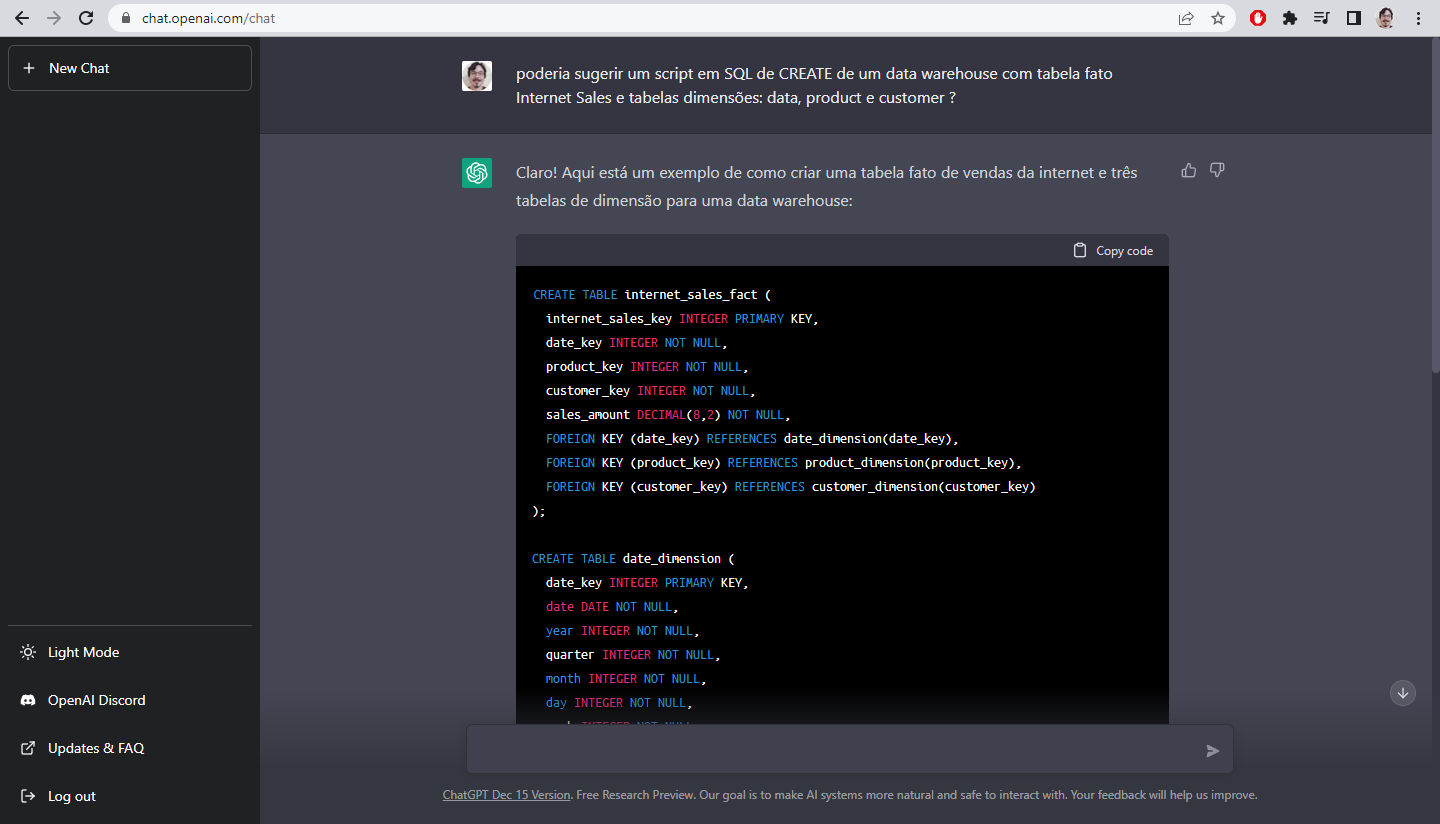 chat.openai.com/chat
New Chat
poderia sugerir um script em SQL de CREATE de um data warehouse com tabela fato
Internet Sales e tabelas dimensões: data, product e customer ?
Claro! Aqui está um exemplo de como criar uma tabela fato de vendas da internet e três
tabelas de dimensão para uma data warehouse:
Copy code
CREATE TABLE internet_sales_fact (
internet_sales_key INTEGER PRIMARY KEY,
date_key INTEGER NOT NULL,
product_key INTEGER NOT NULL,
customer_key INTEGER NOT NULL,
sales_amount DECIMAL(8,2) NOT NULL,
FOREIGN KEY (date_key) REFERENCES date_dimension(date_key),
FOREIGN KEY (product_key) REFERENCES product_dimension(product_key),
FOREIGN KEY (customer_key) REFERENCES customer_dimension(customer_key)
);
CREATE TABLE date_dimension (
date_key INTEGER PRIMARY KEY,
date DATE NOT NULL,
year INTEGER NOT NULL,
quarter INTEGER NOT NULL,
month INTEGER NOT NULL,
day INTEGER NOT NULL,
Light Mode
OpenAI Discord
Updates & FAQ
Log out
ChatGPT Dec 15 Version. Free Research Preview. Our goal is to make AI systems more natural and safe to interact with. Your feedback will help us improve.